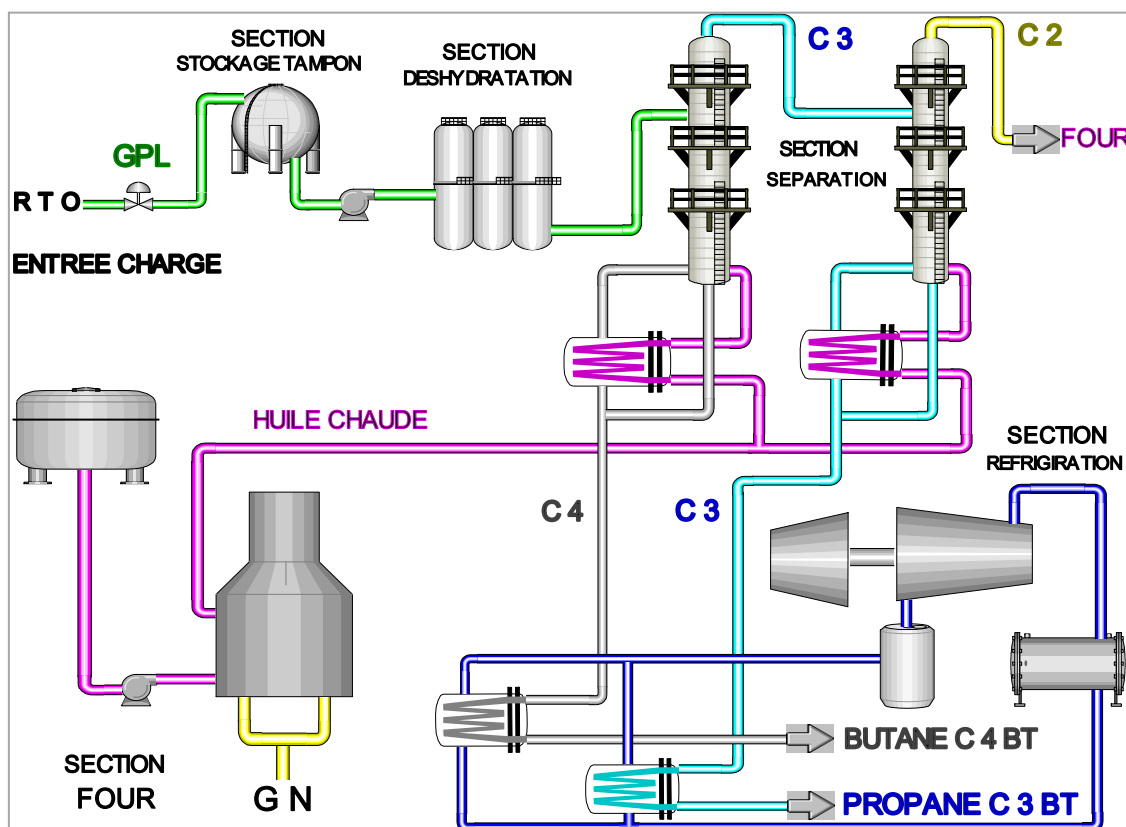 SECTION
STOCKAGE TAMPON
SECTION
DESHYDRATATION
C 3
C 2
GPL
FOUR
SECTION
SEPARATION
R T O
ENTREE CHARGE
HUILE CHAUDE
SECTION
REFRIGIRATION
C 4
C 3
BUTANE C 4 BT
SECTION
FOUR
G N
PROPANE C 3 BT